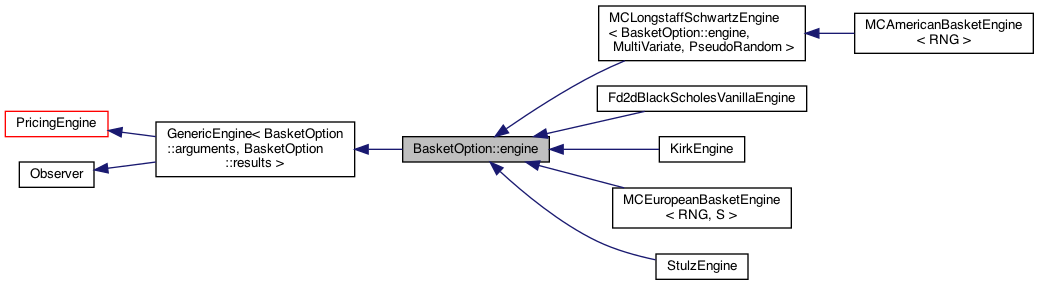 PricingEngine
Observer
GenericEngine< BasketOption
::arguments, BasketOption
::results >
BasketOption::engine
MCLongstaffSchwartzEngine
< BasketOption::engine,
MultiVariate, PseudoRandom >
Fd2dBlackScholesVanillaEngine
KirkEngine
MCEuropeanBasketEngine
< RNG, S >
StulzEngine
MCAmericanBasketEngine
< RNG >